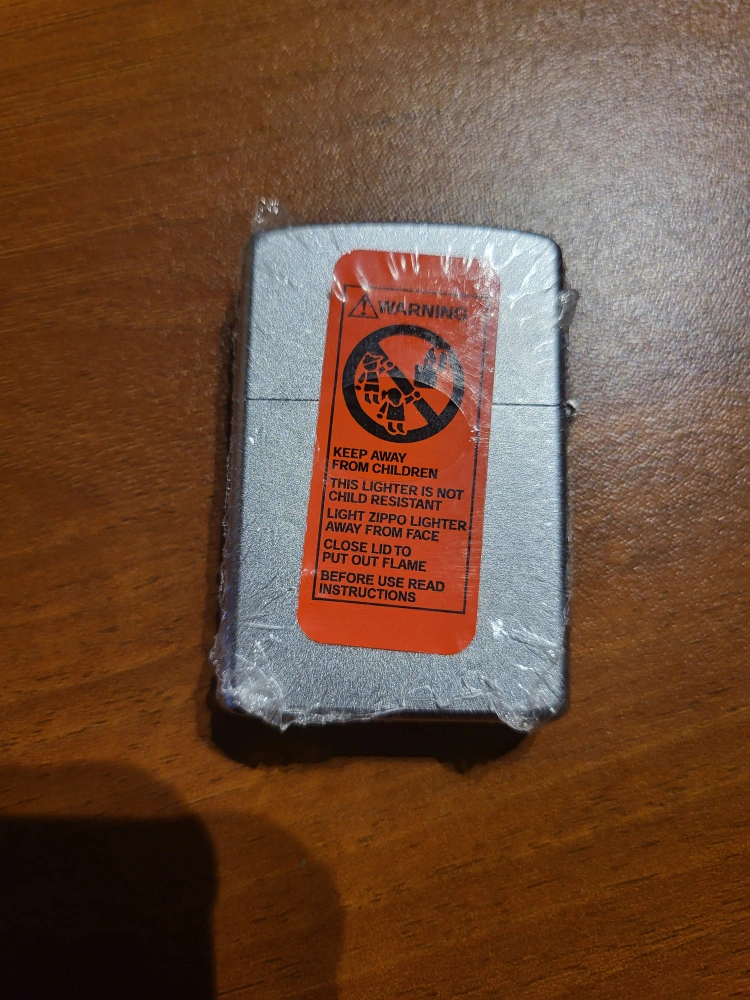 WARNING
KEEP AWAY
FROM CHILDREN
THIS LIGHTER IS NOT
CHILD RESISTANT
LIGHT ZIPPO LIGHTER
AWAY FROM FACE
CLOSE LID TO
PUT OUT FLAME
BEFORE USE READ
INSTRUCTIONS